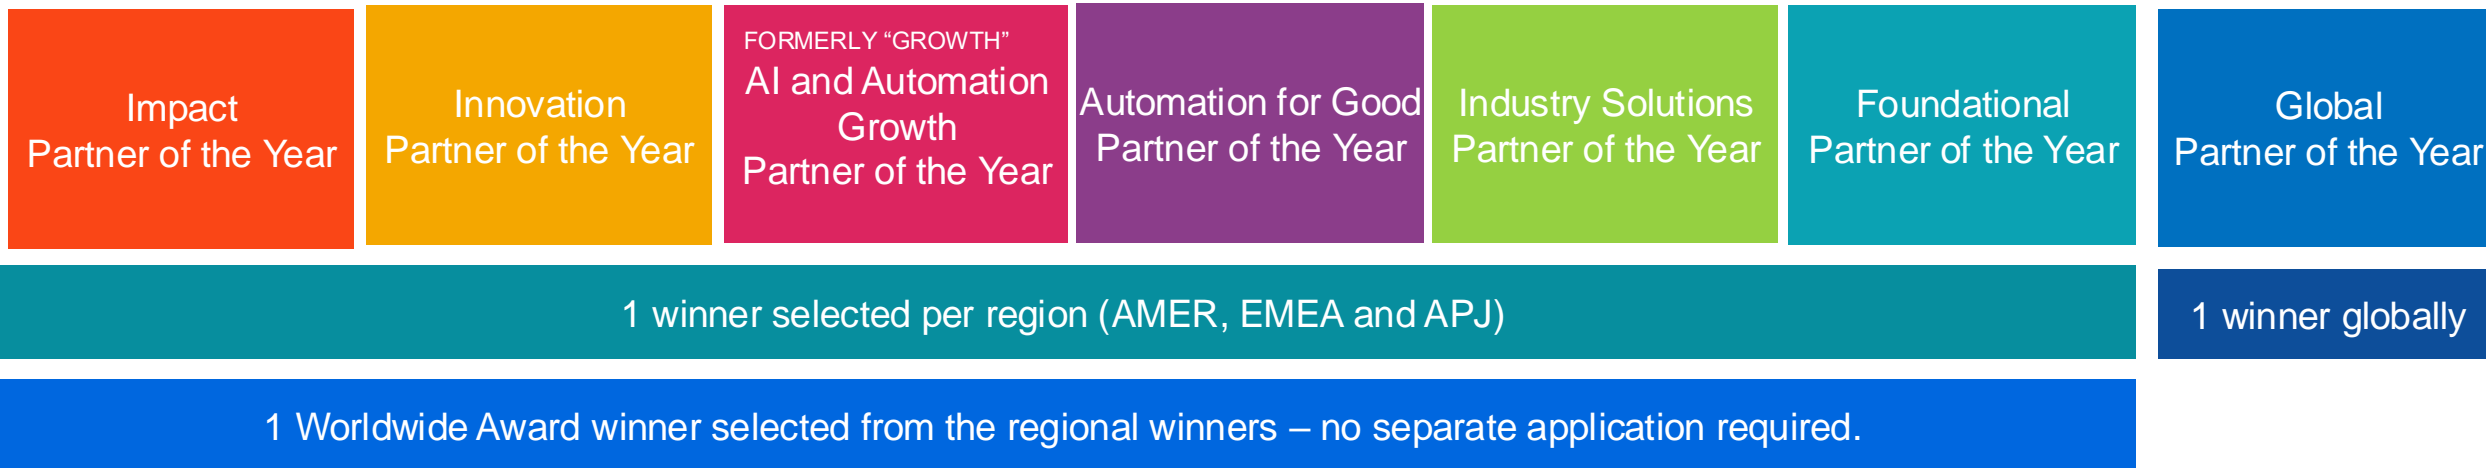 Impact
Partner of the Year
Innovation
Partner of the Year
FORMERLY “GROWTH”
AI and Automation
Growth
Partner of the Year
Automation for Good
Partner of the Year
Industry Solutions
Partner of the Year
Foundational
Partner of the Year
Global
Partner of the Year
1 winner selected per region (AMER, EMEA and APJ)
1 winner globally
1 Worldwide Award winner selected from the regional winners – no separate application required.